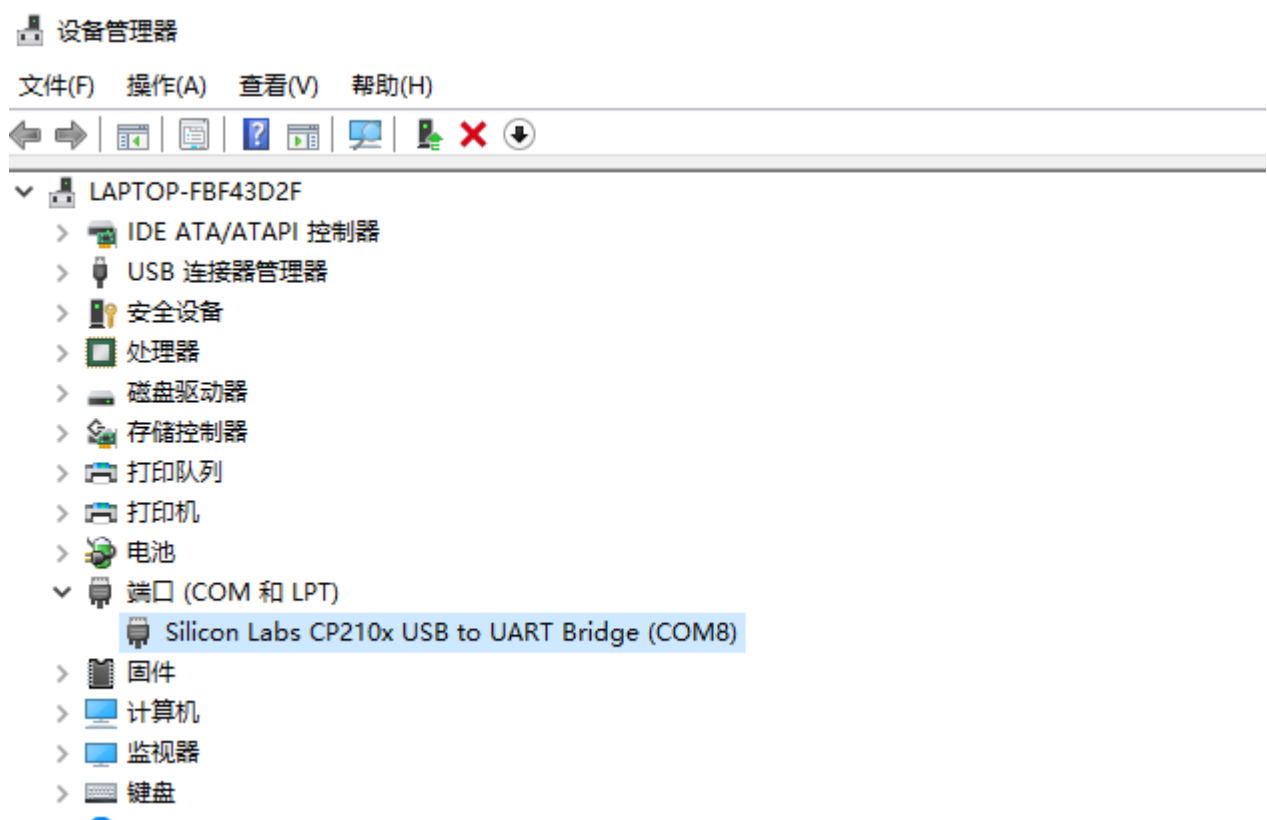 设备管理器
文件(F) 操作(A) 查看(V) 帮助(H)
LAPTOP-FBF43D2F
IDE ATA/ATAPI 控制器
USB 连接器管理器
安全设备
处理器
磁盘驱动器
存储控制器
打印队列
打印机
电池
端口 (COM 和 LPT)
Silicon Labs CP210x USB to UART Bridge (COM8)
固件
计算机
监视器
键盘